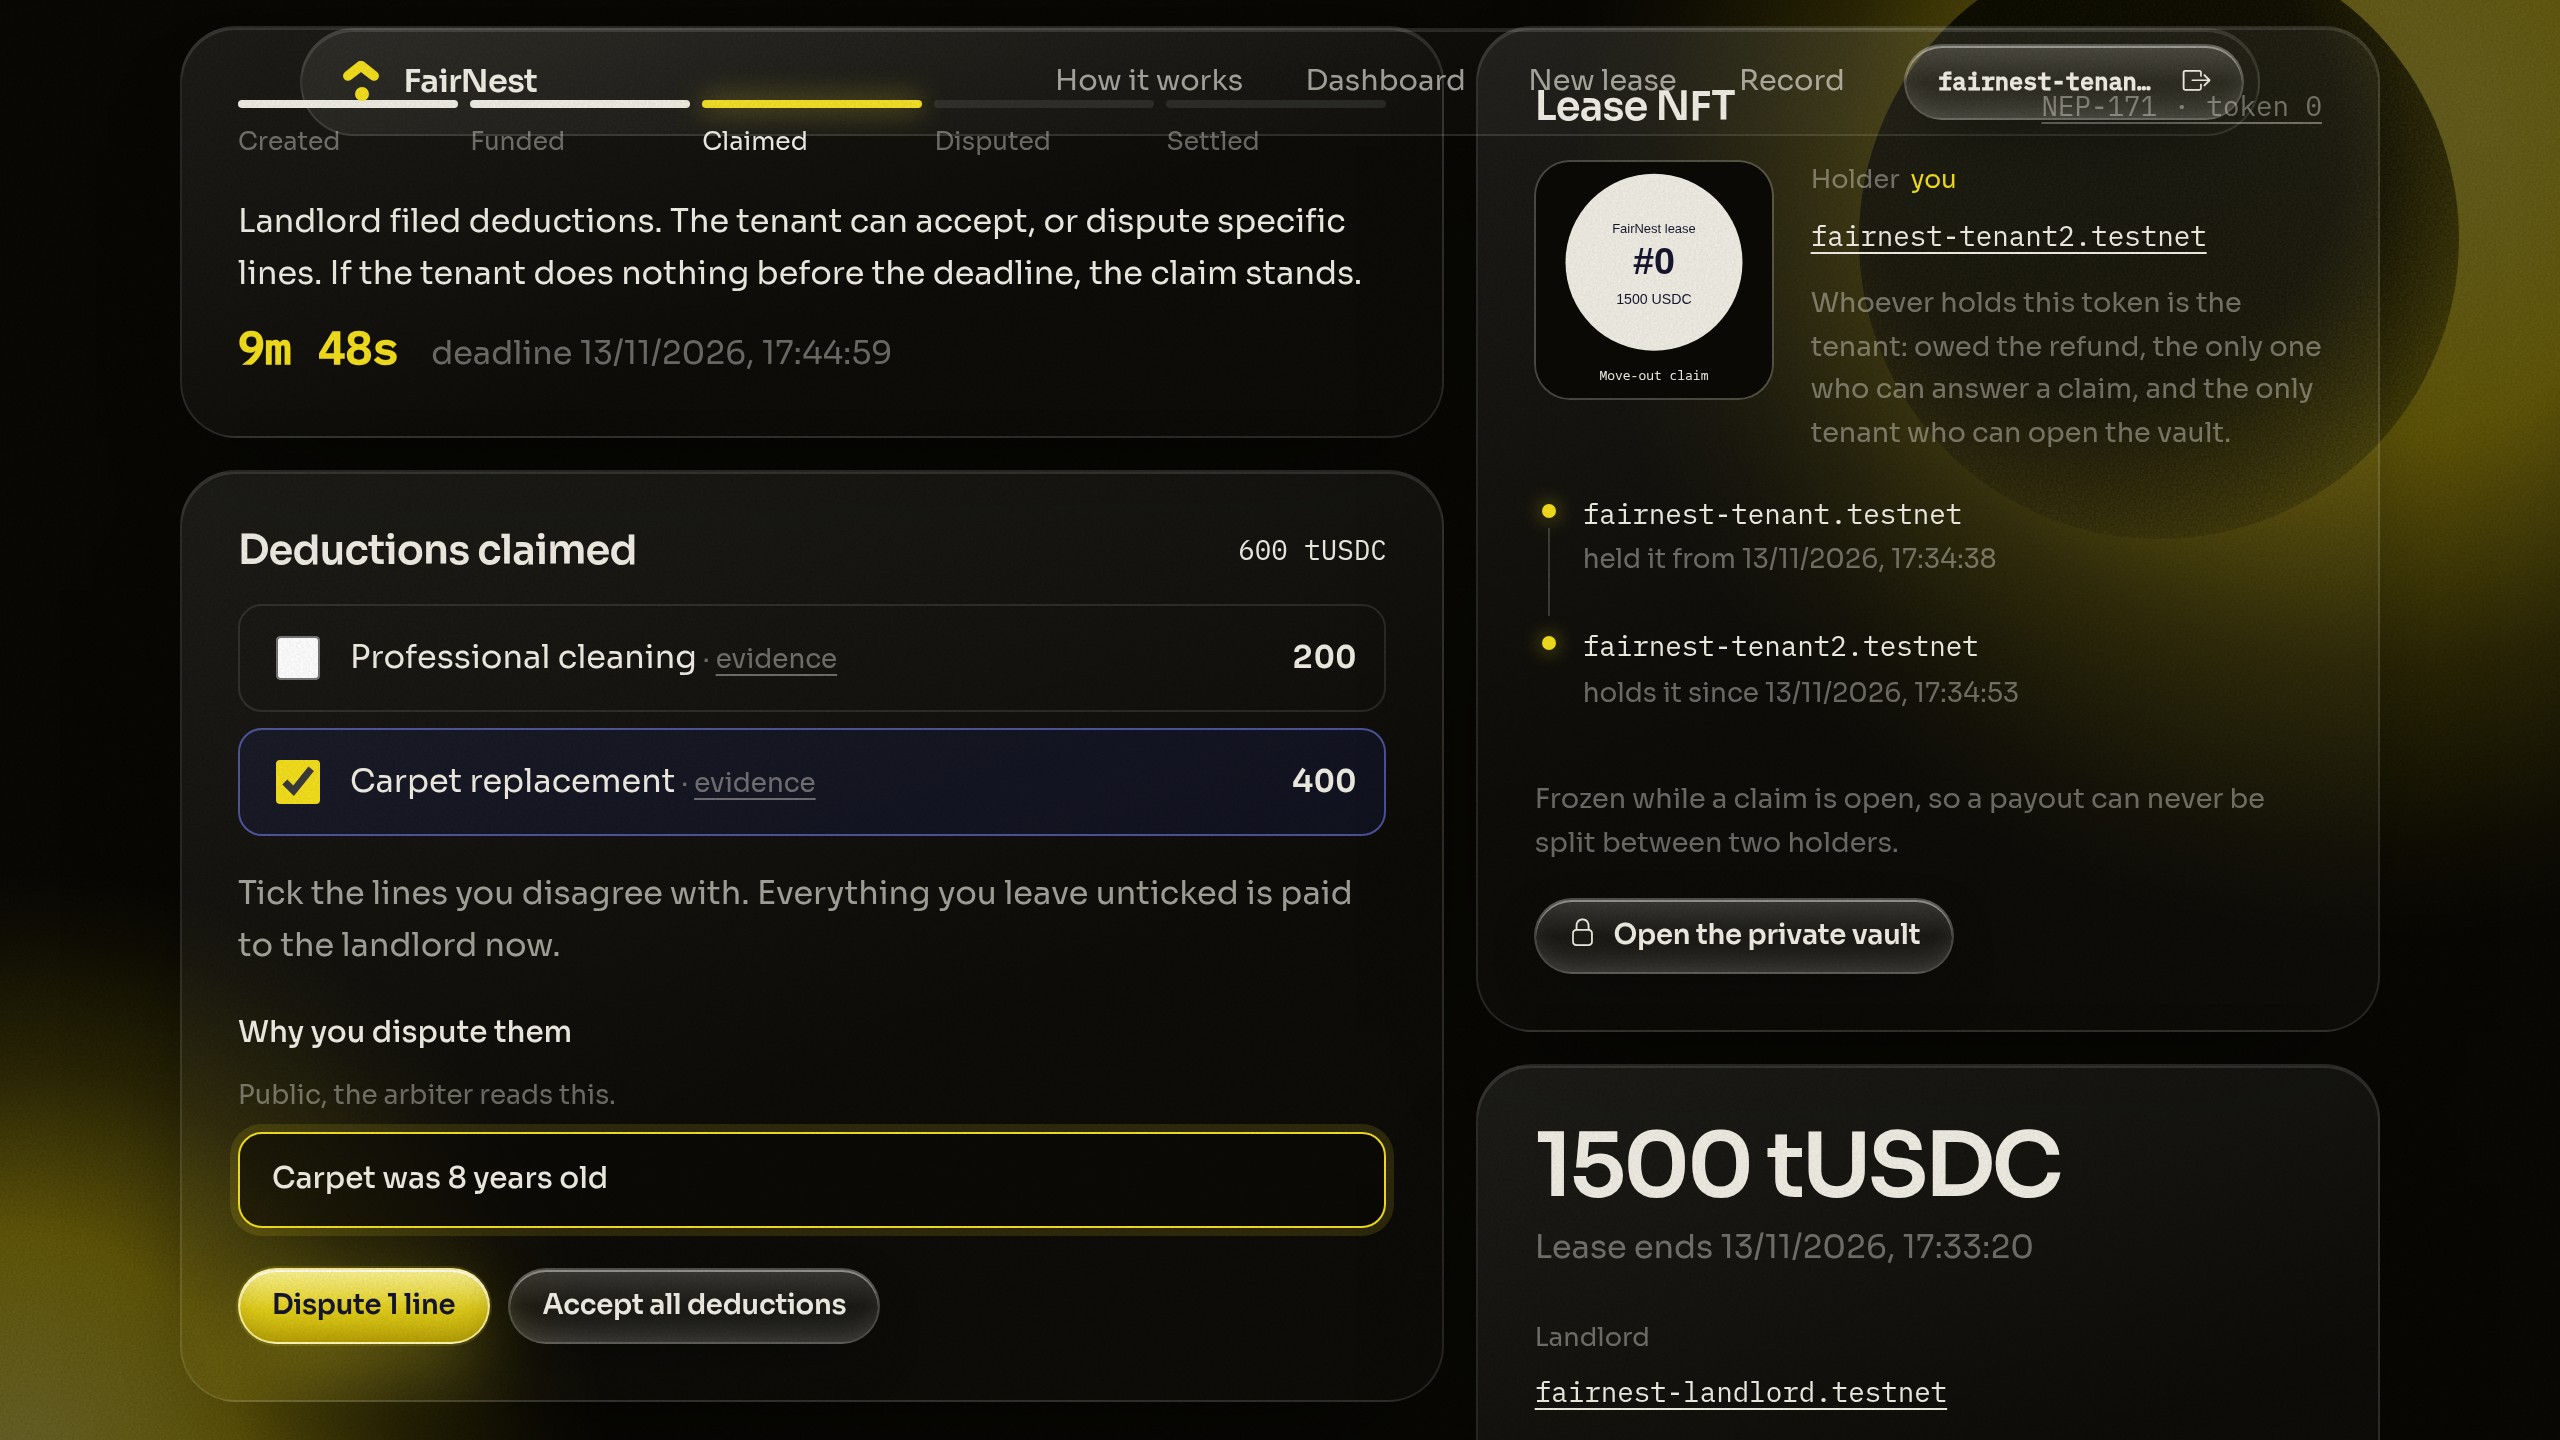 FairNest
How it works
Dashboard
New lease
Record
fairnest-tenan…
Created
Funded
Claimed
Disputed
Settled
Landlord filed deductions. The tenant can accept, or dispute specific
lines. If the tenant does nothing before the deadline, the claim stands.
9m 48s deadline 13/11/2026, 17:44:59
Deductions claimed
600 tUSDC
Professional cleaning · evidence
200
Carpet replacement · evidence
400
Tick the lines you disagree with. Everything you leave unticked is paid
to the landlord now.
Why you dispute them
Public, the arbiter reads this.
Carpet was 8 years old
Dispute 1 line
Accept all deductions
Lease NFT
NEP-171 · token 0
FairNest lease
#0
1500 USDC
Move-out claim
Holder you
fairnest-tenant2.testnet
Whoever holds this token is the
tenant: owed the refund, the only one
who can answer a claim, and the only
tenant who can open the vault.
fairnest-tenant.testnet
held it from 13/11/2026, 17:34:38
fairnest-tenant2.testnet
holds it since 13/11/2026, 17:34:53
Frozen while a claim is open, so a payout can never be
split between two holders.
Open the private vault
1500 tUSDC
Lease ends 13/11/2026, 17:33:20
Landlord
fairnest-landlord.testnet